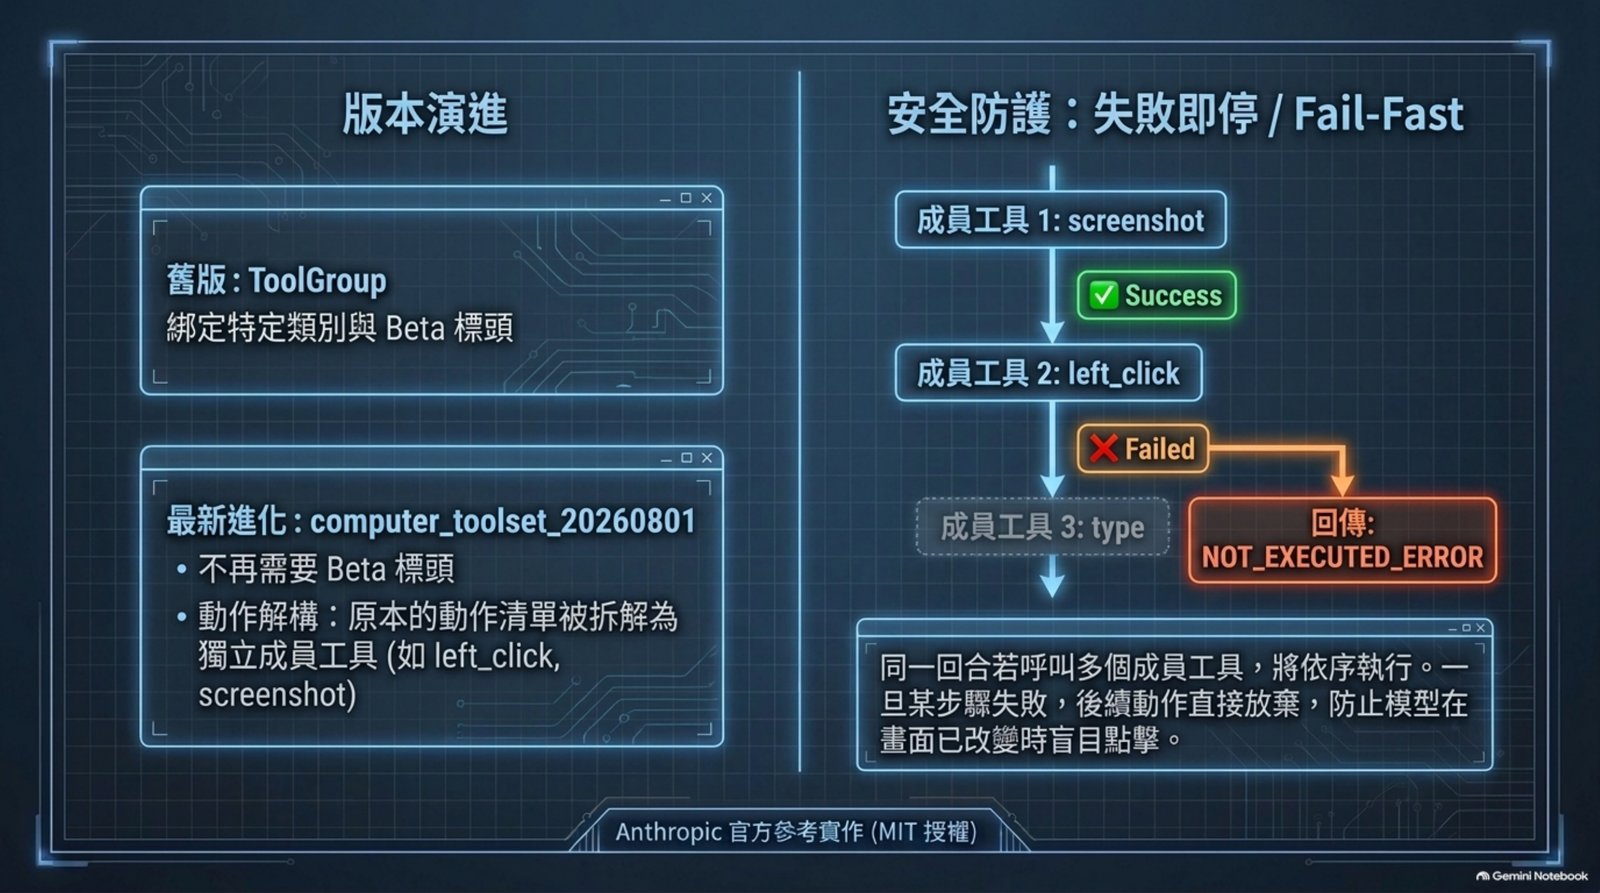 版本演進
舊版 : ToolGroup
綁定特定類別與 Beta 標頭
最新進化 : computer_toolset_20260801
• 不再需要 Beta 標頭
• 動作解構：原本的動作清單被拆解為
獨立成員工具 (如 left_click,
screenshot)
安全防護：失敗即停 / Fail-Fast
成員工具 1: screenshot
✅ Success
成員工具 2: left_click
❌ Failed
成員工具 3: type
回傳:
NOT_EXECUTED_ERROR
同一回合若呼叫多個成員工具，將依序執行。一
旦某步驟失敗，後續動作直接放棄，防止模型在
畫面已改變時盲目點擊。
Anthropic 官方參考實作 (MIT 授權)
Gemini Notebook